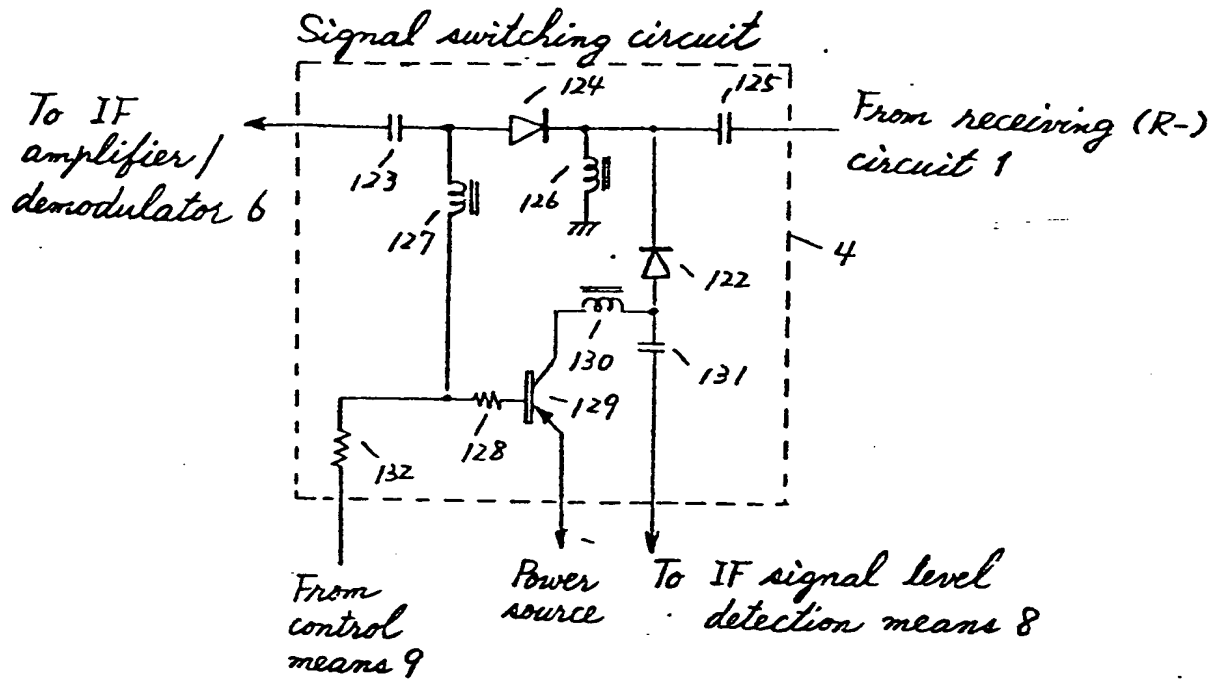 Signal switching circuit
To IF
amplifier/
demodulator 6
123
124
125
From receiving (R-)
circuit 1
127
126
122
4
130
131
129
128
132
From
control
means 9
Power
source
To IF signal level
detection means 8